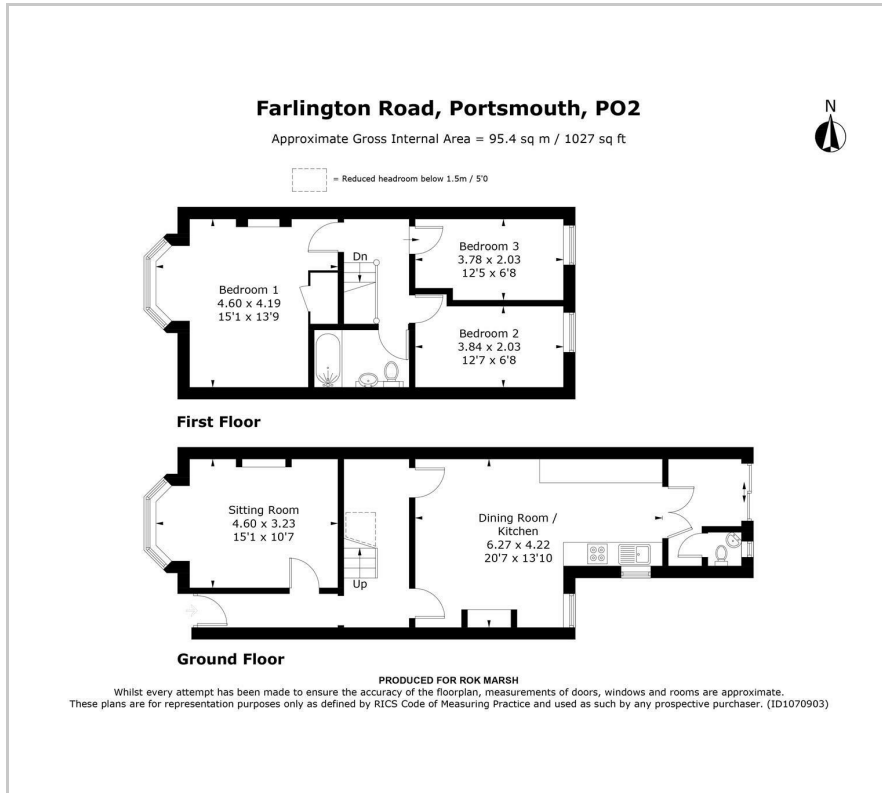 Farlington Road, Portsmouth, PO2
Approximate Gross Internal Area = 95.4 sq m / 1027 sq ft
N
= Reduced headroom below 1.5m / 5'0
Dn
Bedroom 3
3.78 x 2.03
12'5 x 6'8
Bedroom 1
4.60 x 4.19
15'1 x 13'9
Bedroom 2
3.84 x 2.03
12'7 x 6'8
First Floor
Sitting Room
4.60 x 3.23
15'1 x 10'7
Dining Room /
Kitchen
6.27 x 4.22
20'7 x 13'10
Up
Ground Floor
PRODUCED FOR ROK MARSH
Whilst every attempt has been made to ensure the accuracy of the floorplan, measurements of doors, windows and rooms are approximate.
These plans are for representation purposes only as defined by RICS Code of Measuring Practice and used as such by any prospective purchaser. (ID1070903)